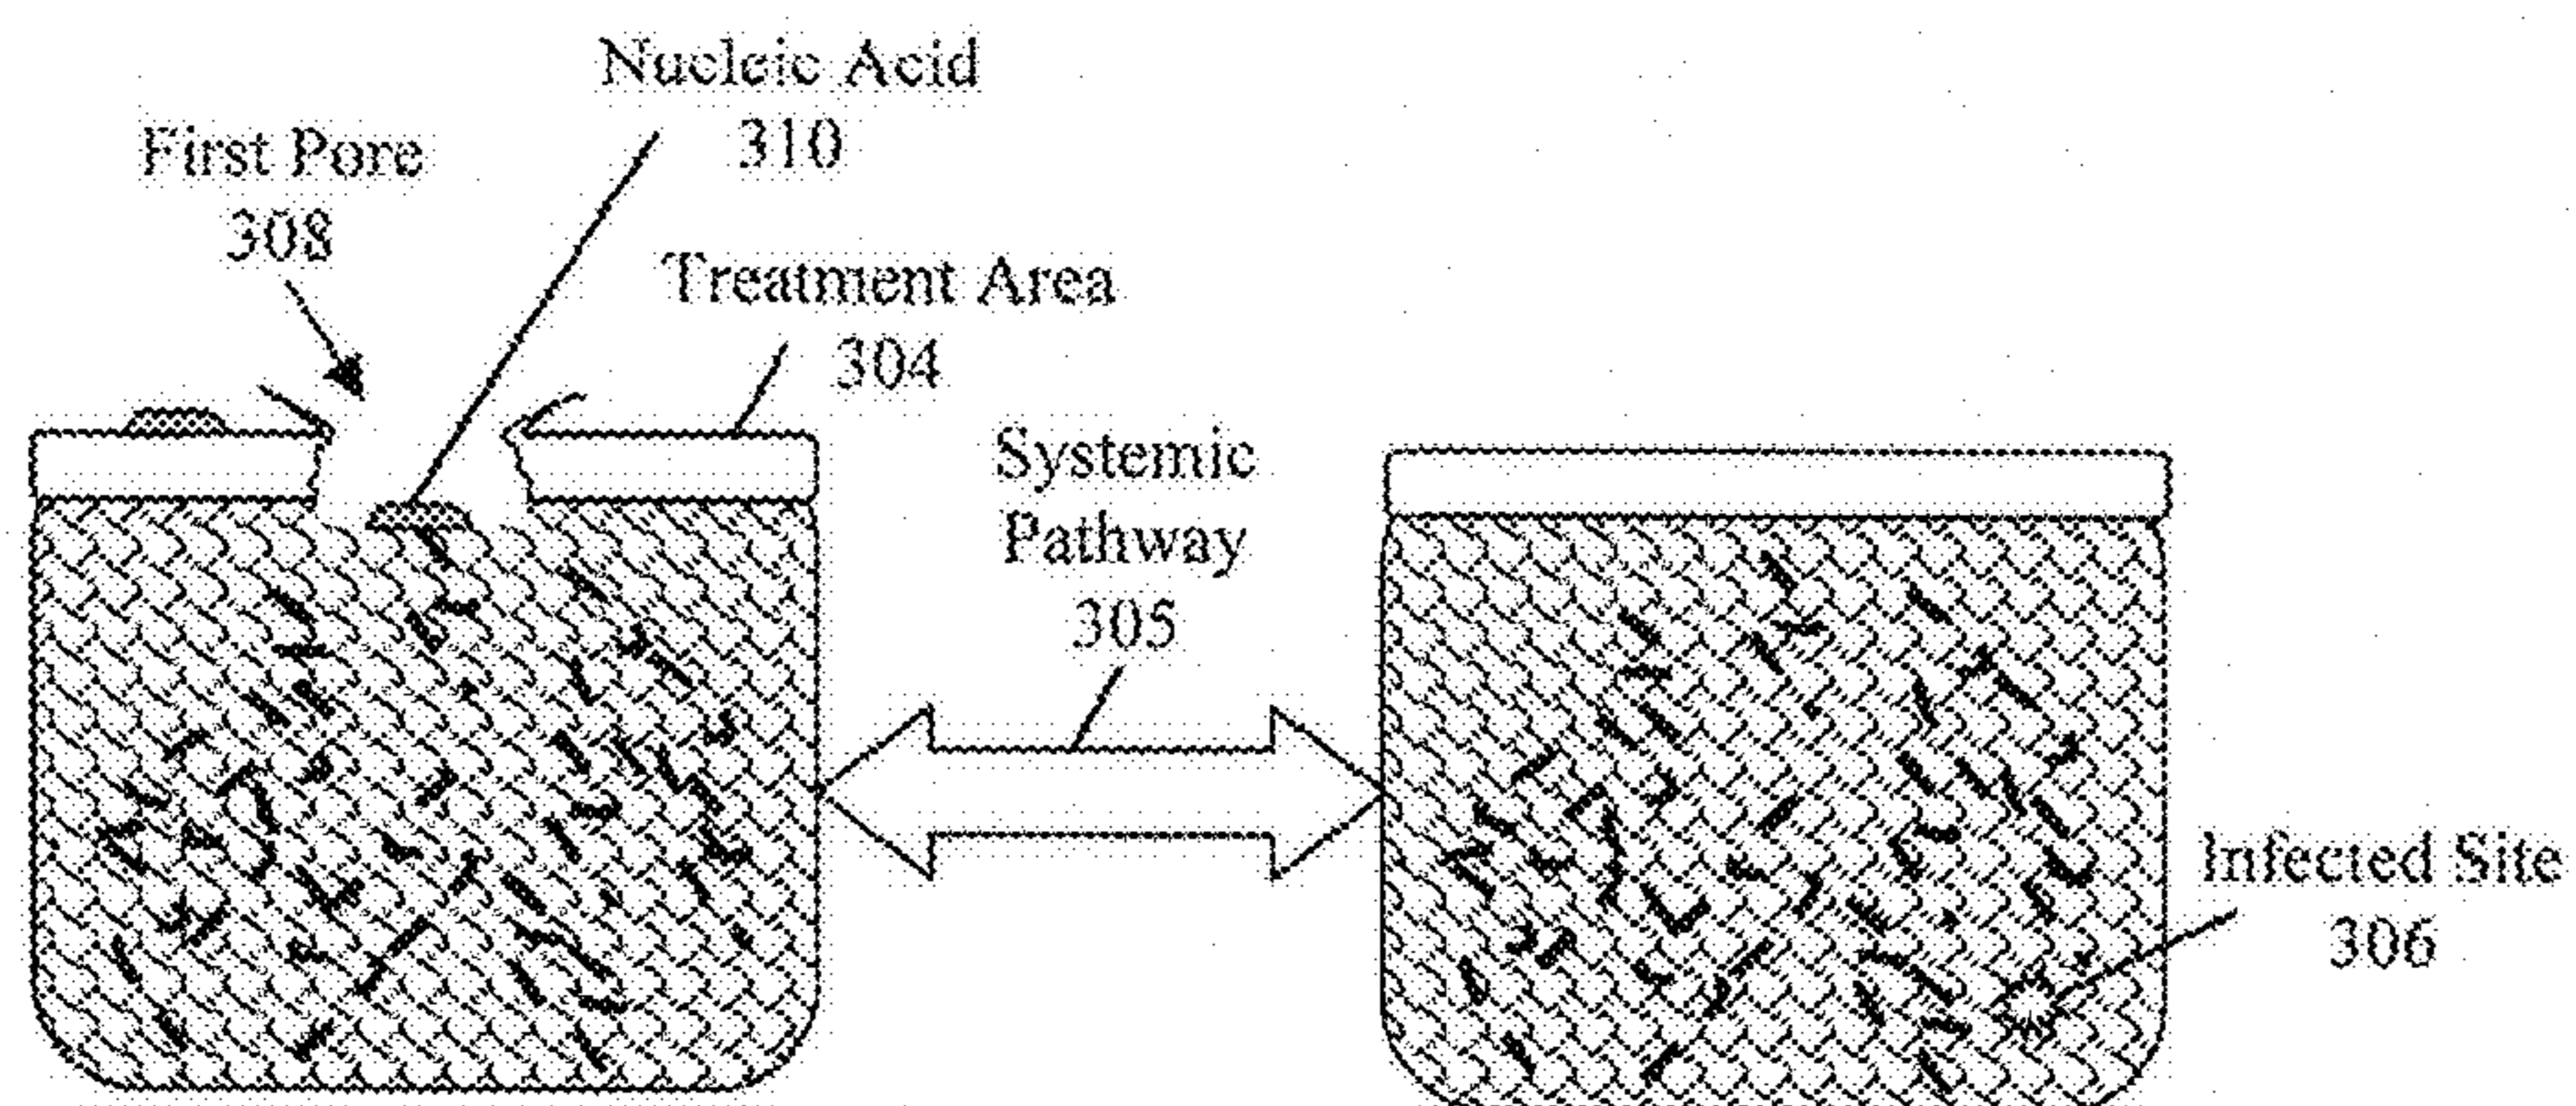 Nucleic Acid
310
First Pore
308
Treatment Area
304
Systemic
Pathway
305
Infected Site
306